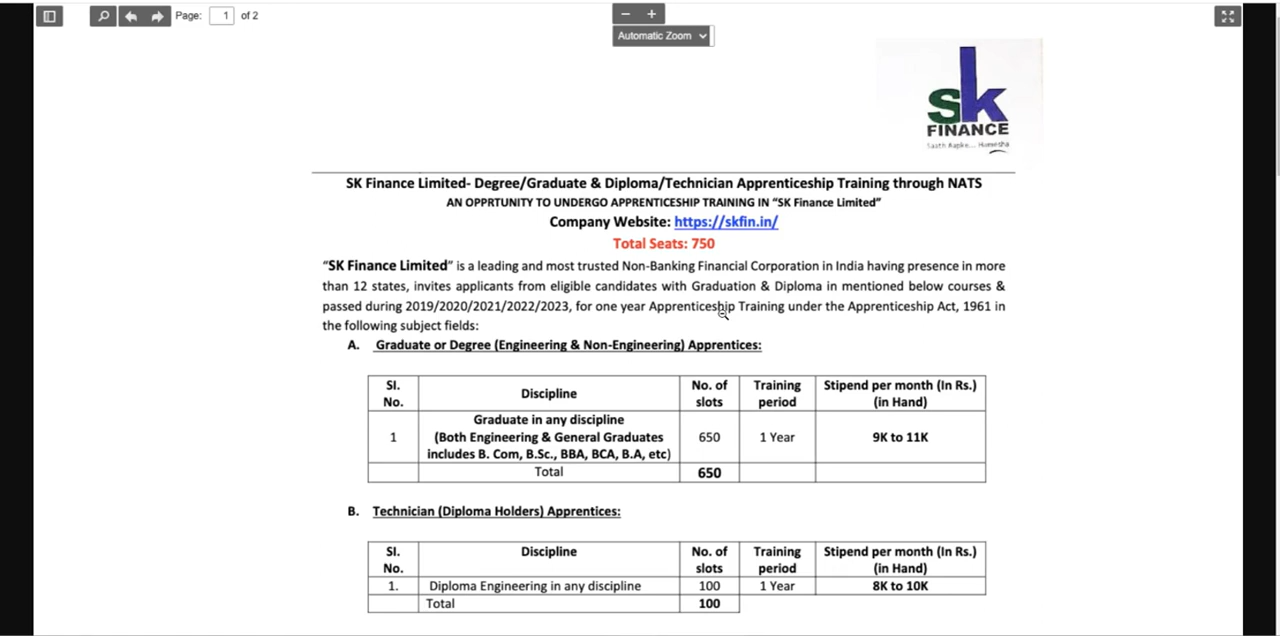 Page: 1 of 2
Automatic Zoom
sk
FINANCE
Saath Aapke... Humesha
SK Finance Limited- Degree/Graduate & Diploma/Technician Apprenticeship Training through NATS
AN OPPRTUNITY TO UNDERGO APPRENTICESHIP TRAINING IN “SK Finance Limited”
Company Website: https://skfin.in/
Total Seats: 750
“SK Finance Limited” is a leading and most trusted Non-Banking Financial Corporation in India having presence in more
than 12 states, invites applicants from eligible candidates with Graduation & Diploma in mentioned below courses &
passed during 2019/2020/2021/2022/2023, for one year Apprenticeship Training under the Apprenticeship Act, 1961 in
the following subject fields:
A. Graduate or Degree (Engineering & Non-Engineering) Apprentices:
Sl. No. Discipline No. of slots Training period Stipend per month (In Rs.) (in Hand)
1 Graduate in any discipline (Both Engineering & General Graduates includes B. Com, B.Sc., BBA, BCA, B.A, etc) 650 1 Year 9K to 11K
Total 650
B. Technician (Diploma Holders) Apprentices:
Sl. No. Discipline No. of slots Training period Stipend per month (In Rs.) (in Hand)
1. Diploma Engineering in any discipline 100 1 Year 8K to 10K
Total 100